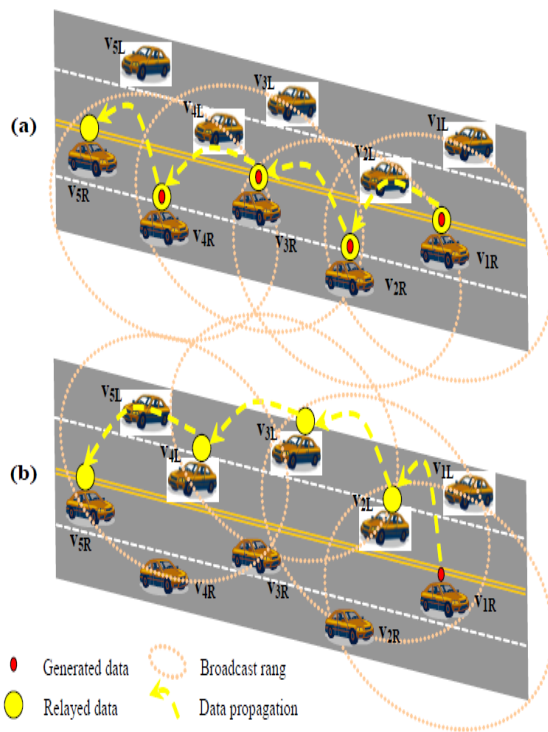 v5L
v3L
v4L
v1L
(a)
v2L
v5R
v4R
v3R
v1R
v2R
v5L
v4L
v3L
v1L
(b)
v2L
v5R
v4R
v3R
v1R
v2R
Generated data
Broadcast rang
Relayed data
Data propagation